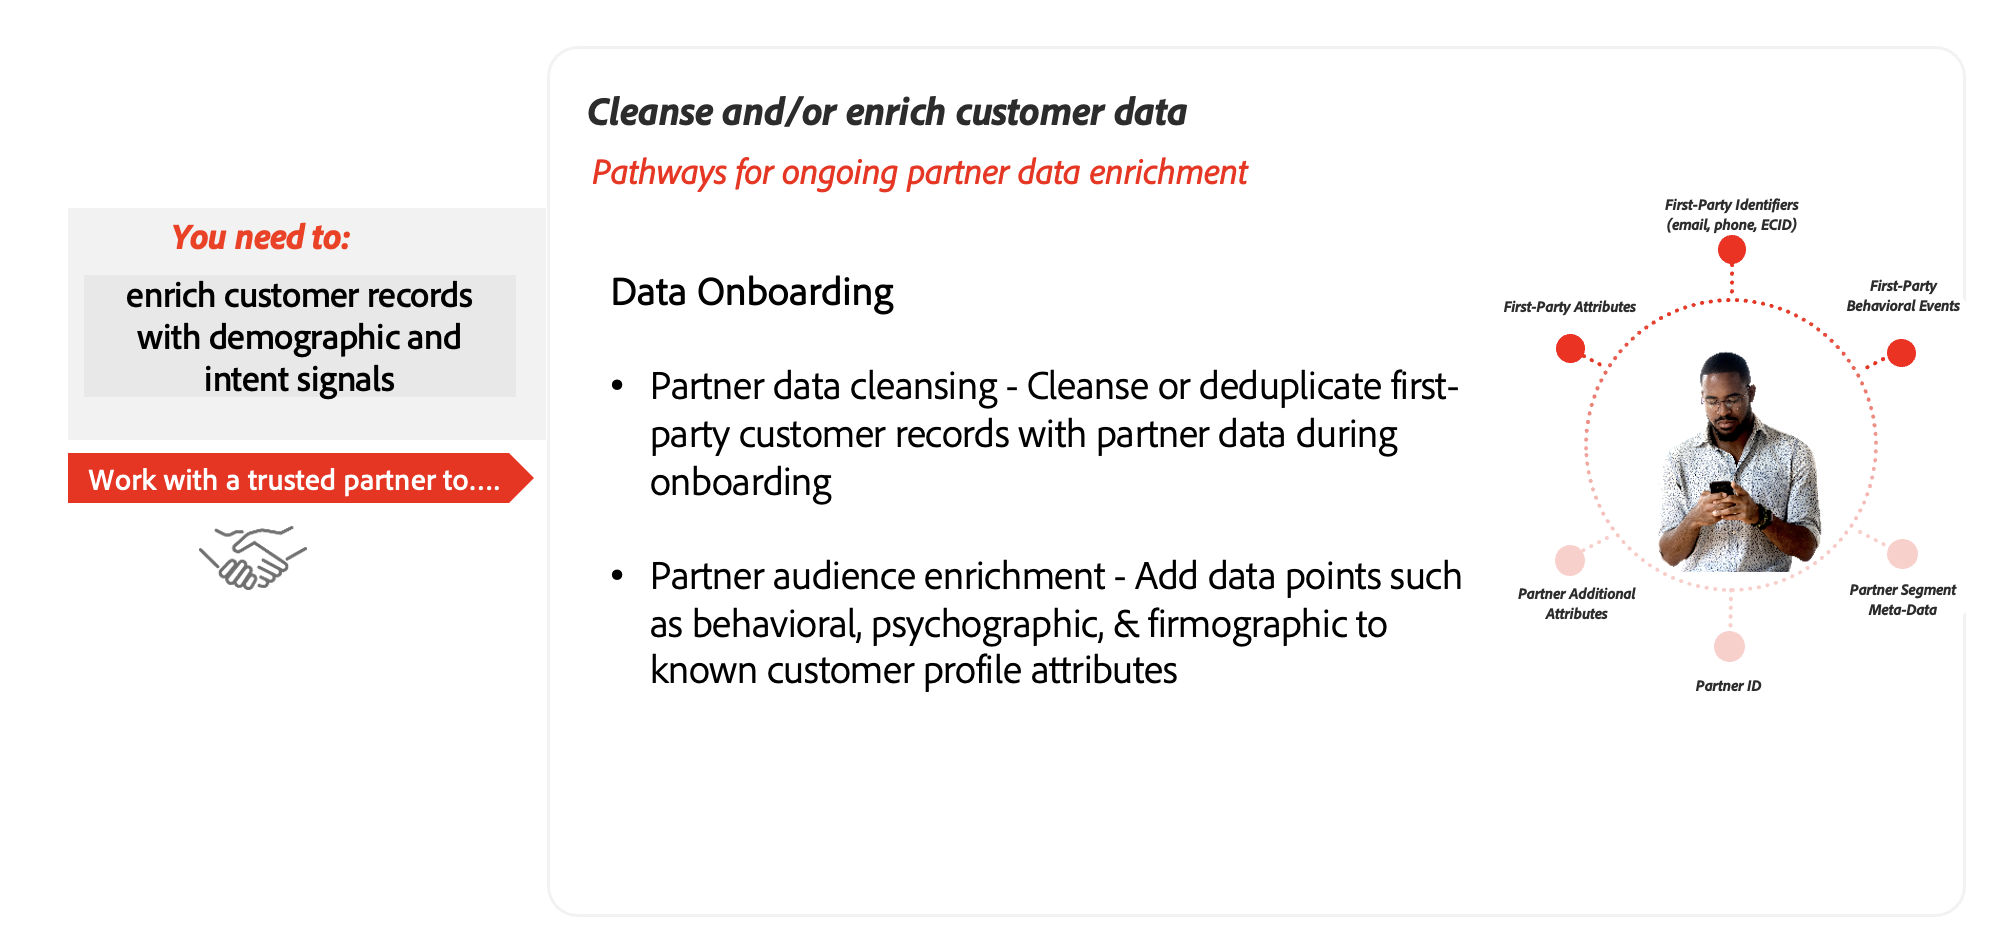 You need to:
enrich customer records
with demographic and
intent signals
Work with a trusted partner to....
Cleanse and/or enrich customer data
Pathways for ongoing partner data enrichment
Data Onboarding
• Partner data cleansing - Cleanse or deduplicate first-
party customer records with partner data during
onboarding
• Partner audience enrichment - Add data points such
as behavioral, psychographic, & firmographic to
known customer profile attributes
First-Party Identifiers
(email, phone, ECID)
First-Party Attributes
First-Party
Behavioral Events
Partner Additional
Attributes
Partner Segment
Meta-Data
Partner ID